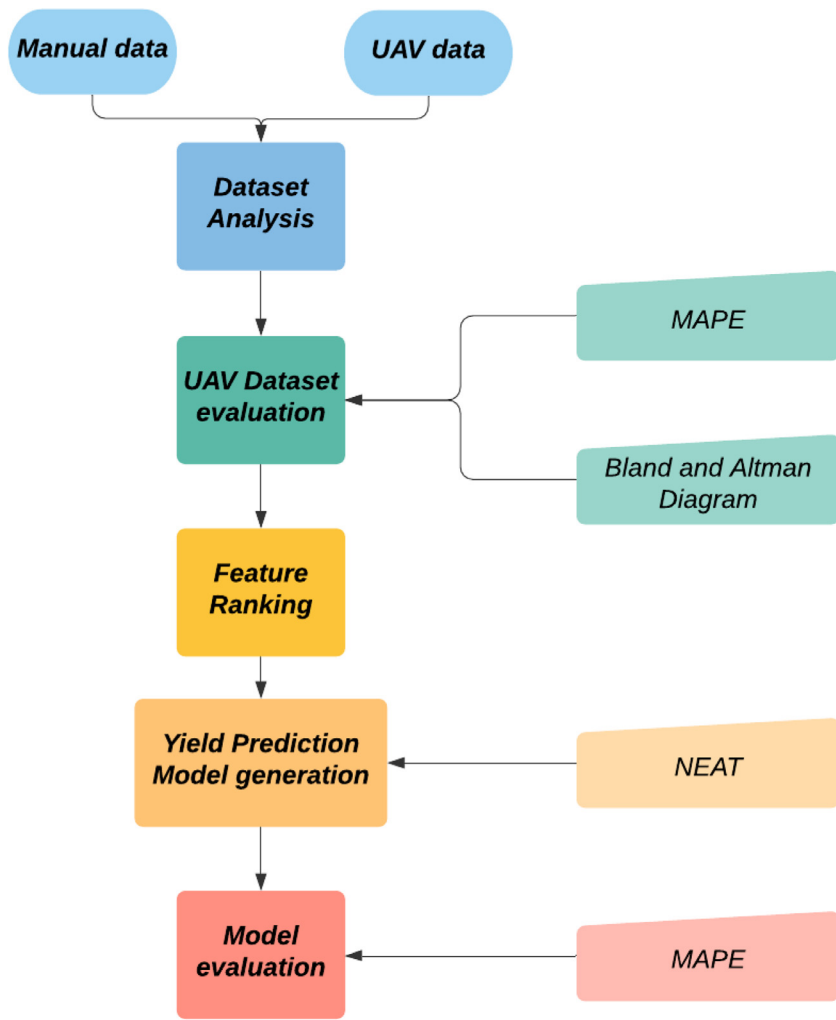 Manual data
UAV data
Dataset
Analysis
MAPE
UAV Dataset
evaluation
Bland and Altman
Diagram
Feature
Ranking
Yield Prediction
Model generation
NEAT
Model
evaluation
MAPE